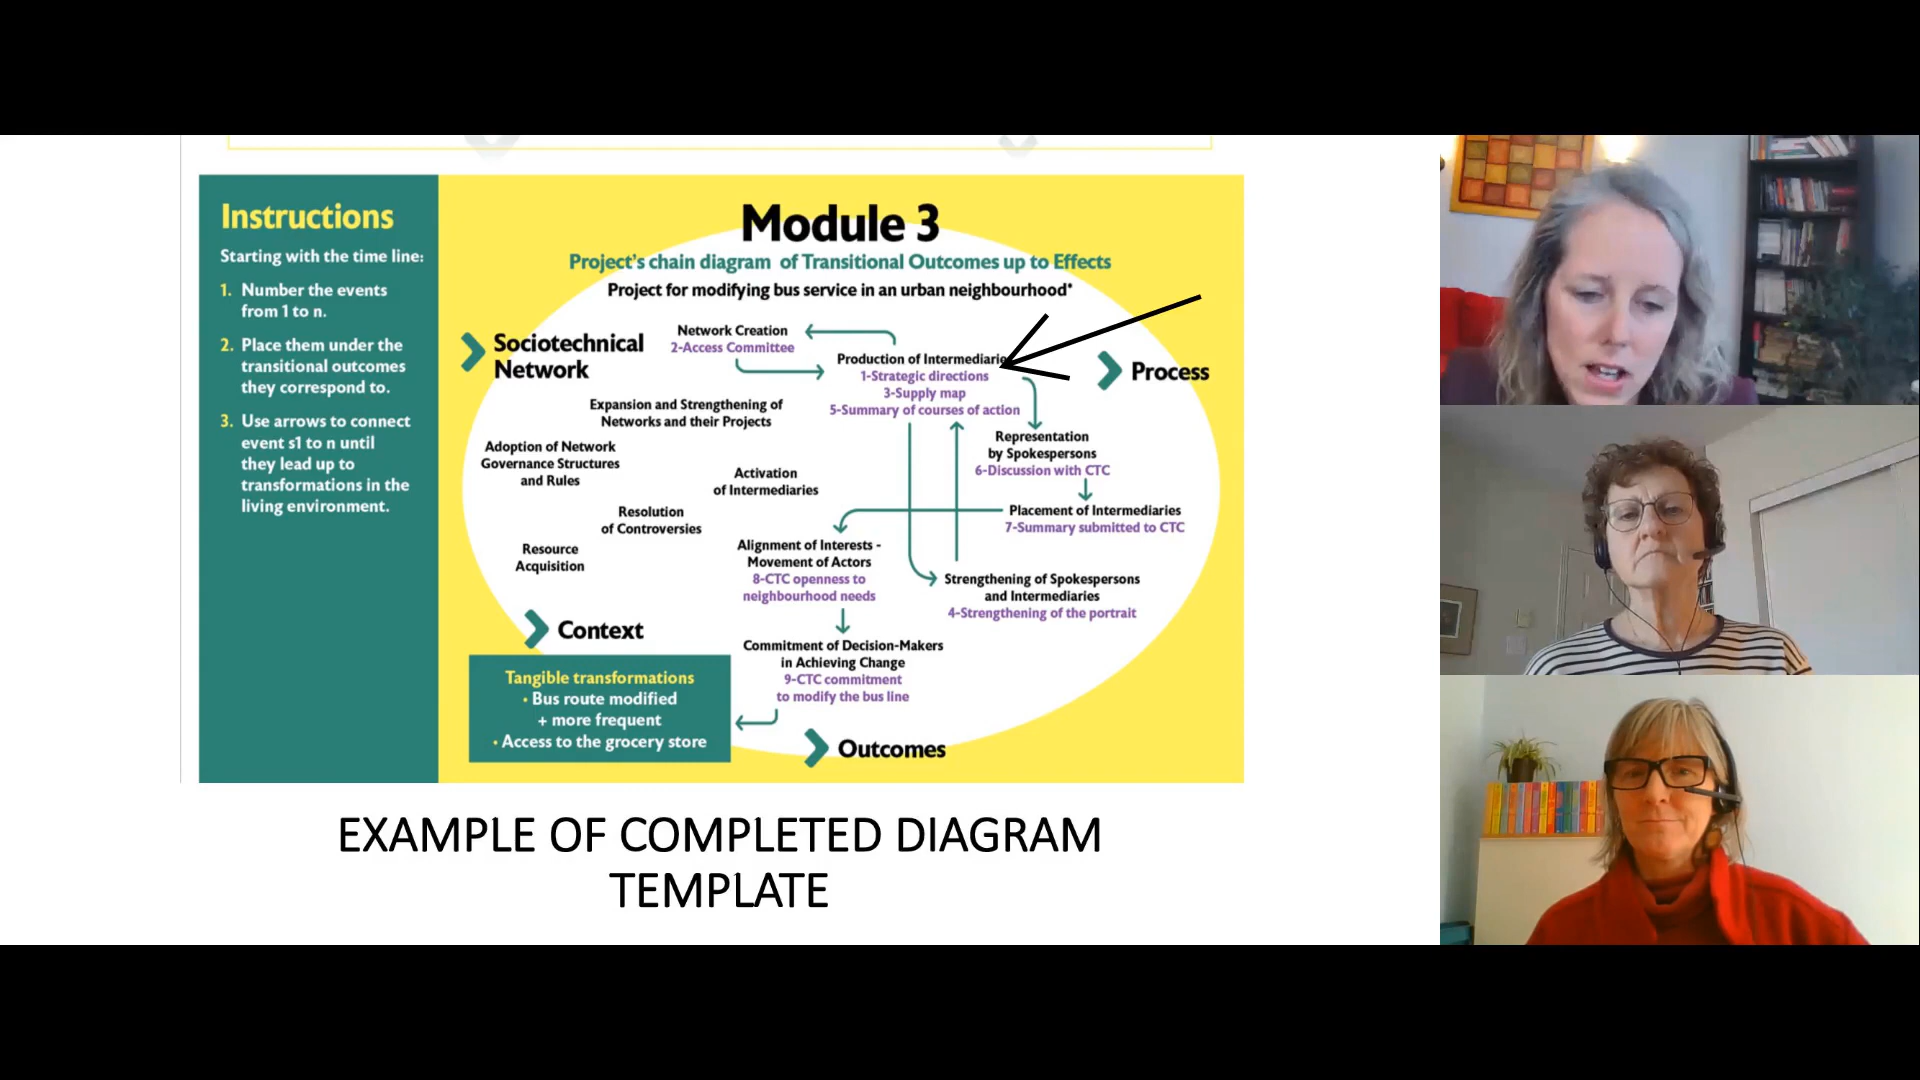 Instructions
Starting with the time line:
1. Number the events
from 1 to n.
2. Place them under the
transitional outcomes
they correspond to.
3. Use arrows to connect
event s1 to n until
they lead up to
transformations in the
living environment.
Module 3
Project's chain diagram of Transitional Outcomes up to Effects
Project for modifying bus service in an urban neighbourhood*
Sociotechnical
Network
Network Creation
2-Access Committee
Production of Intermediarie
1-Strategic directions
3-Supply map
5-Summary of courses of action
Process
Expansion and Strengthening of
Networks and their Projects
Adoption of Network
Governance Structures
and Rules
Activation
of Intermediaries
Representation
by Spokespersons
6-Discussion with CTC
Resolution
of Controversies
Placement of Intermediaries
7-Summary submitted to CTC
Resource
Acquisition
Alignment of Interests -
Movement of Actors
8-CTC openness to
neighbourhood needs
Strengthening of Spokespersons
and Intermediaries
4-Strengthening of the portrait
Context
Commitment of Decision-Makers
in Achieving Change
9-CTC commitment
to modify the bus line
Tangible transformations
• Bus route modified
+ more frequent
• Access to the grocery store
Outcomes
EXAMPLE OF COMPLETED DIAGRAM
TEMPLATE